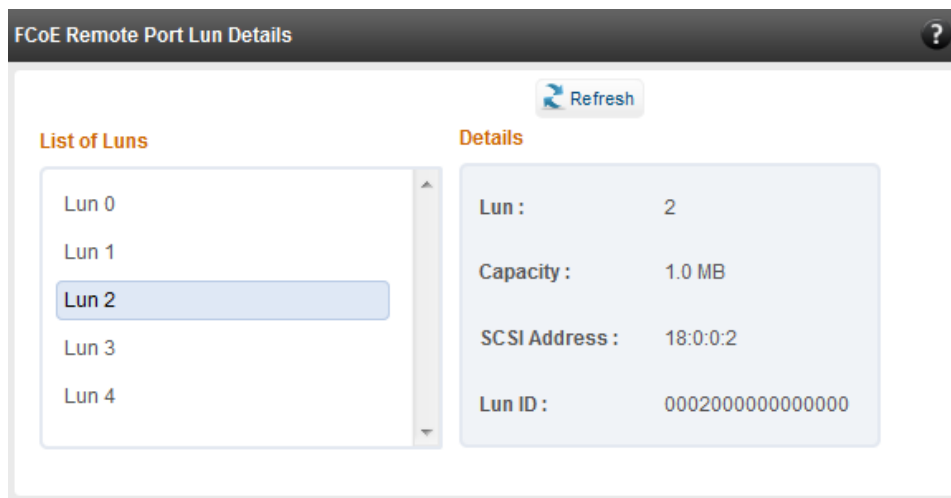 FCoE Remote Port Lun Details
?
Refresh
List of Luns
Lun 0
Lun 1
Lun 2
Lun 3
Lun 4
Details
Lun : 2
Capacity : 1.0 MB
SCSI Address : 18:0:0:2
Lun ID : 0002000000000000